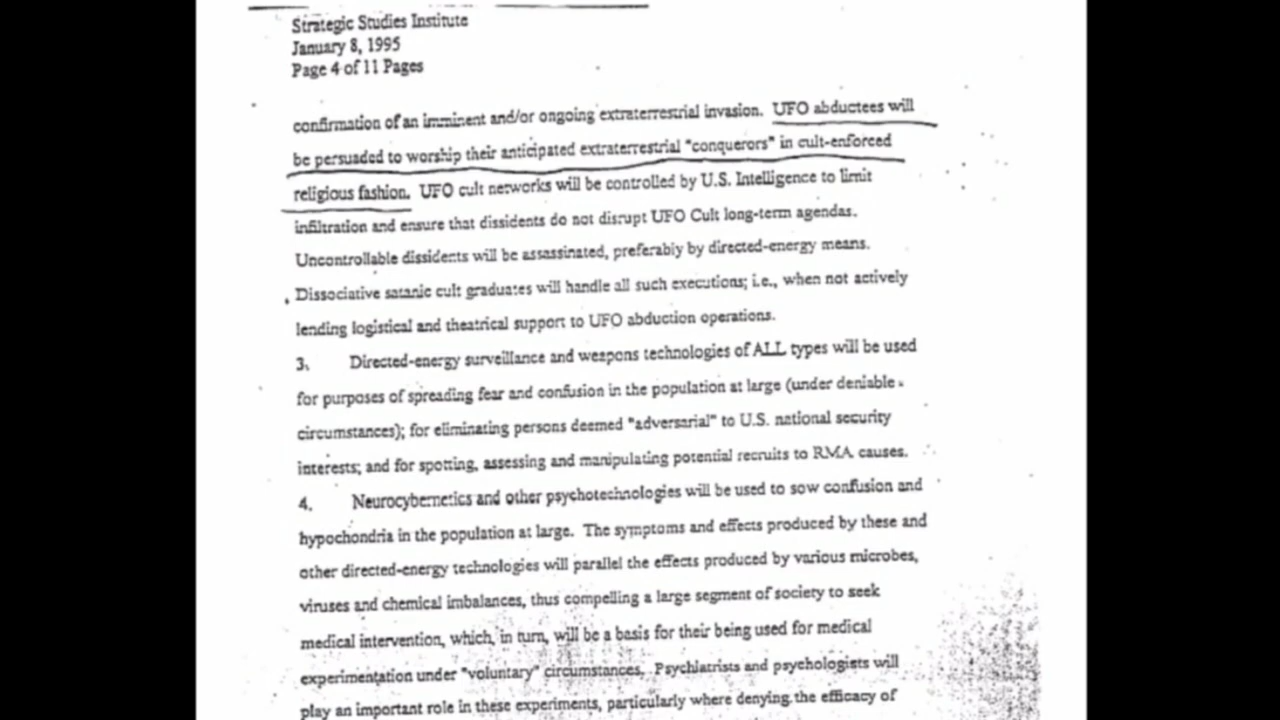 Strategic Studies Institute
January 8, 1995
Page 4 of 11 Pages
confirmation of an imminent and/or ongoing extraterrestrial invasion. UFO abductees will
be persuaded to worship their anticipated extraterrestrial "conquerors" in cult-enforced
religious fashion. UFO cult networks will be controlled by U.S. Intelligence to limit
infiltration and ensure that dissidents do not disrupt UFO Cult long-term agendas.
Uncontrollable dissidents will be assassinated, preferably by directed-energy means.
Dissociative satanic cult graduates will handle all such executions; i.e., when not actively
lending logistical and theatrical support to UFO abduction operations.
3. Directed-energy surveillance and weapons technologies of ALL types will be used
for purposes of spreading fear and confusion in the population at large (under deniable
circumstances); for eliminating persons deemed "adversarial" to U.S. national security
interests; and for spotting, assessing and manipulating potential recruits to RMA causes.
4. Neurocybernetics and other psychotechnologies will be used to sow confusion and
hypochondria in the population at large. The symptoms and effects produced by these and
other directed-energy technologies will parallel the effects produced by various microbes,
viruses and chemical imbalances, thus compelling a large segment of society to seek
medical intervention, which, in turn, will be a basis for their being used for medical
experimentation under "voluntary" circumstances. Psychiatrists and psychologists will
play an important role in these experiments, particularly where denying the efficacy of